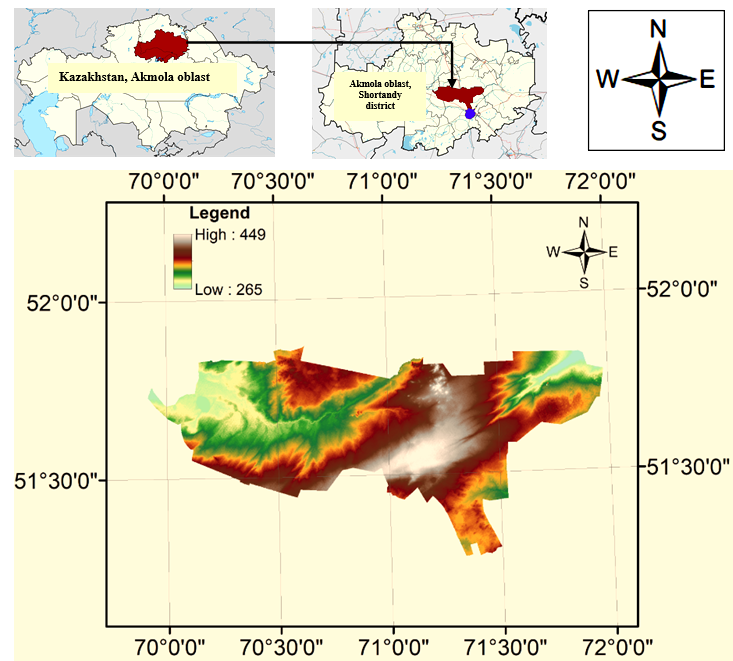 Kazakhstan, Akmola oblast
Akmola oblast,
Shortandy
district
N
W E
S
70°0'0" 70°30'0" 71°0'0" 71°30'0" 72°0'0"
Legend
High : 449
Low : 265
N
W E
S
52°0'0" 52°0'0"
51°30'0" 51°30'0"
70°0'0" 70°30'0" 71°0'0" 71°30'0" 72°0'0"